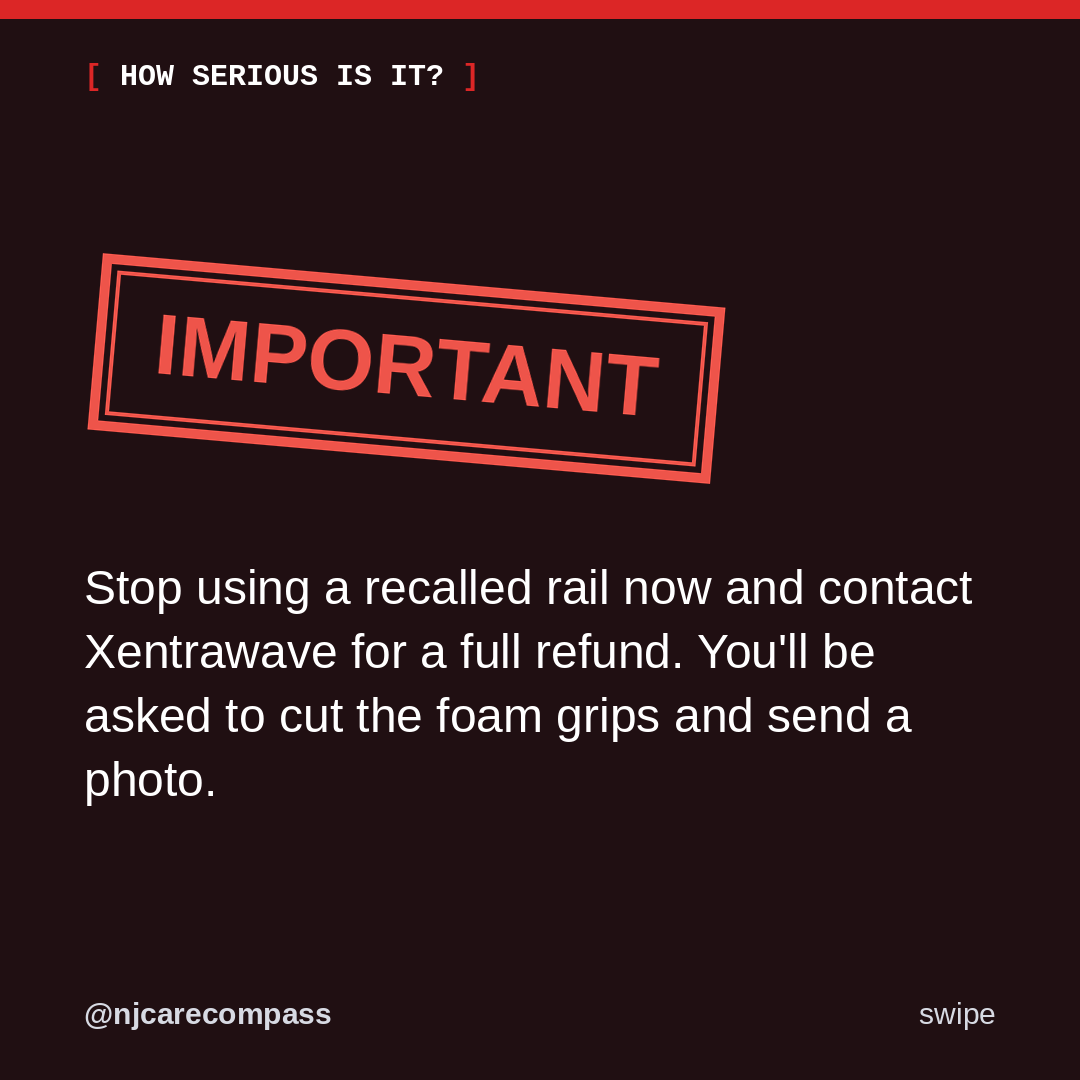 [ HOW SERIOUS IS IT? ]
IMPORTANT
Stop using a recalled rail now and contact
Xentrawave for a full refund. You'll be
asked to cut the foam grips and send a
photo.
@njcarecompass
swipe